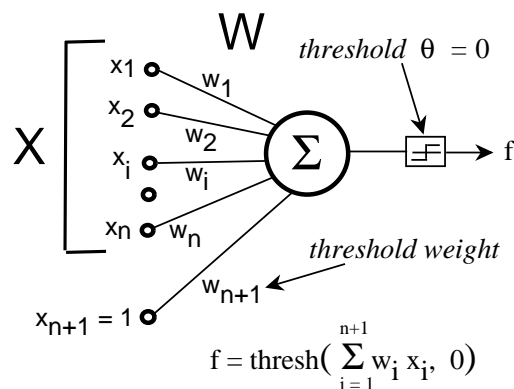 W
threshold θ = 0
X
x1
w1
x2
w2
xi
wi
xn
wn
Σ
f
threshold weight
wn+1
xn+1 = 1
f = thresh( n+1 Σ i = 1 wi xi, 0)